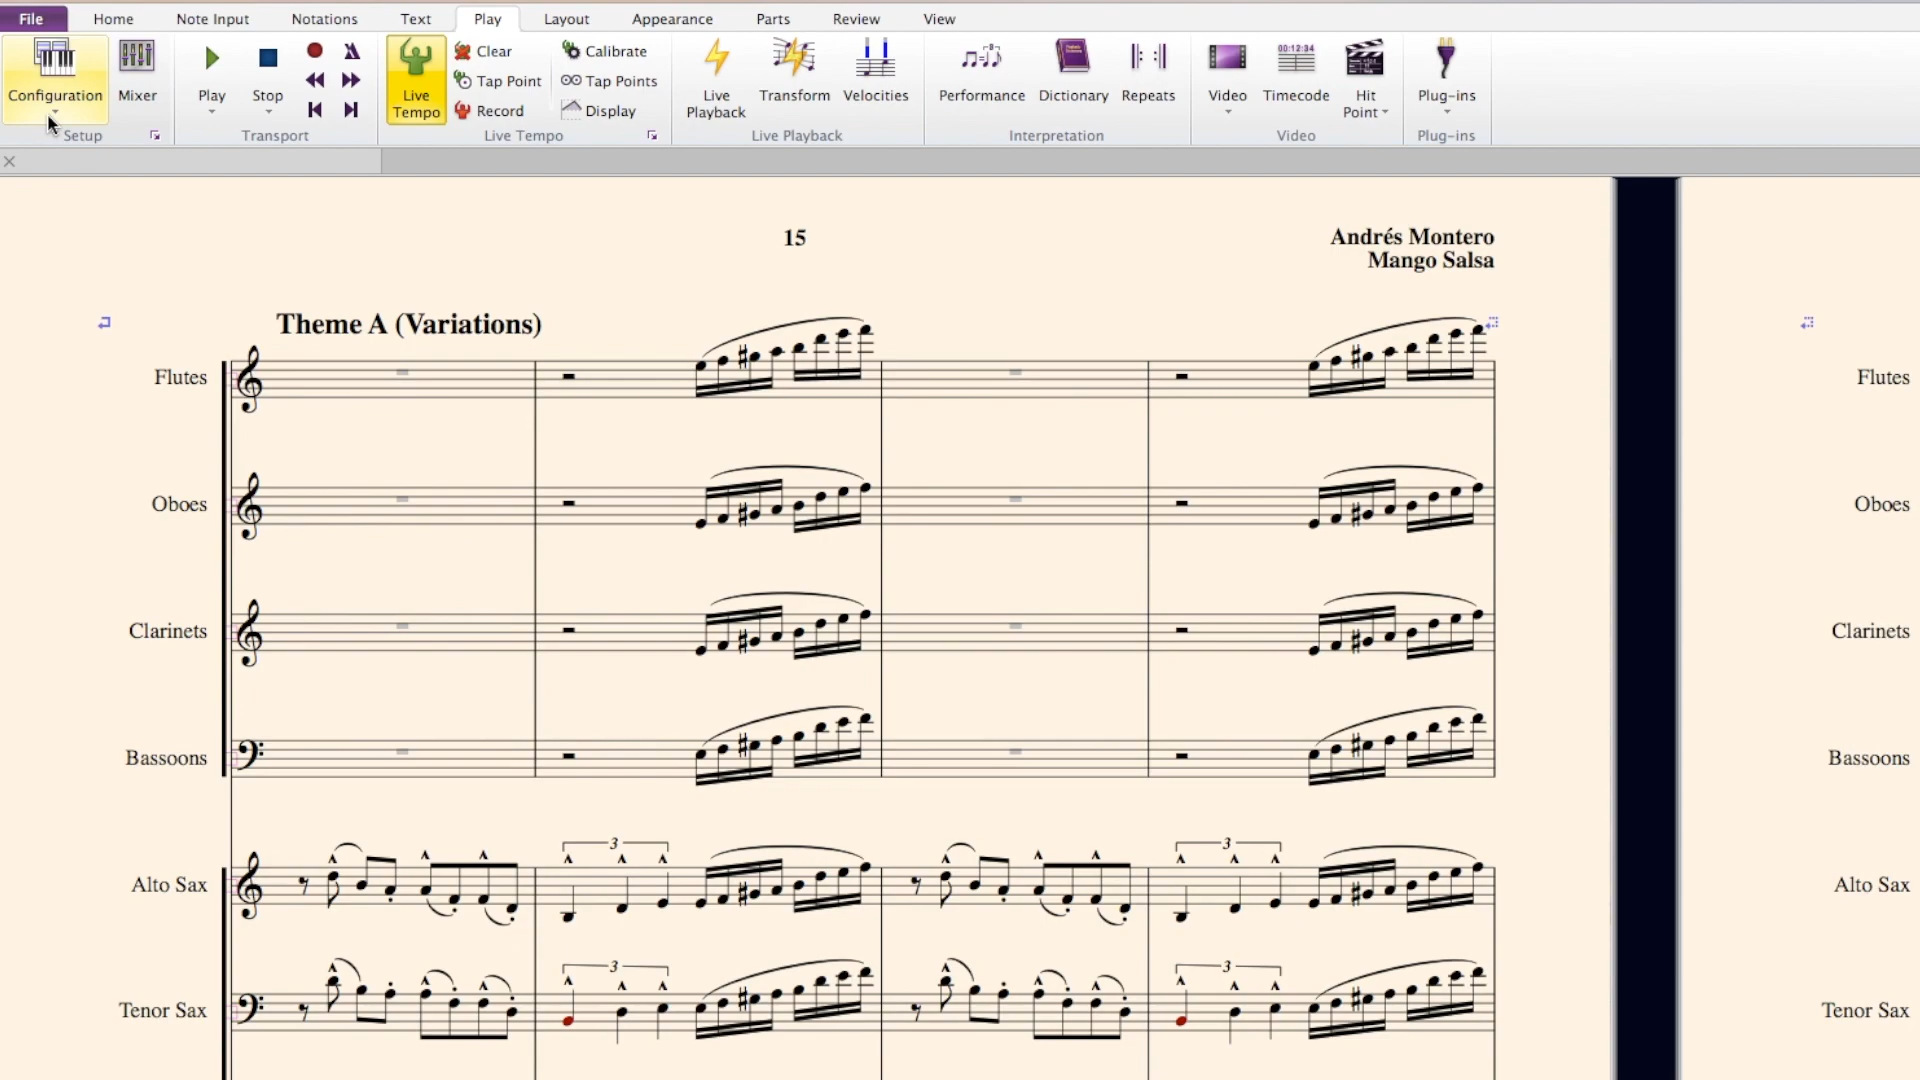 File Home Note Input Notations Text Play Layout Appearance Parts Review View
Clear Calibrate 00:12:34
Tap Point Tap Points
Configuration Mixer Play Stop Live Tempo Record Display Live Playback Transform Velocities Performance Dictionary Repeats Video Timecode Hit Point Plug-ins
Setup Transport Live Tempo Live Playback Interpretation Video Plug-ins
15
Andrés Montero
Mango Salsa
Theme A (Variations)
Flutes Flutes
Oboes Oboes
Clarinets Clarinets
Bassoons Bassoons
3 3
Alto Sax Alto Sax
3 3
Tenor Sax Tenor Sax